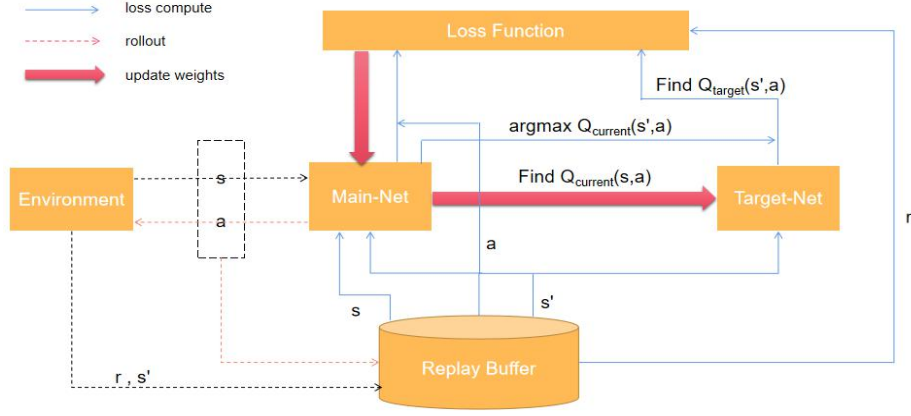 loss compute
rollout
update weights
Loss Function
Find Qtarget(s',a)
argmax Qcurrent(s',a)
s
Environment
Main-Net
Find Qcurrent(s,a)
Target-Net
a
r
a
s
s'
Replay Buffer
r , s'